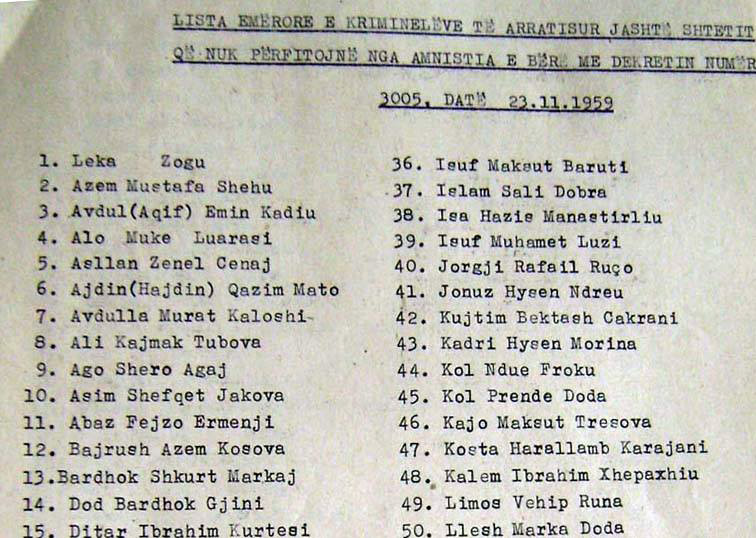 LISTA EMËRORE E KRIMINELËVE TË ARRATISUR JASHTË SHTETIT
QË NUK PËRFITOJNË NGA AMNISTIA E BËRË ME DEKRETIN NUMËR
3005, DATË 23.11.1959
1. Leka Zogu
2. Azem Mustafa Shehu
3. Avdul(Aqif) Emin Kadiu
4. Alo Muke Luarasi
5. Asllan Zenel Cenaj
6. Ajdin(Hajdin) Qazim Mato
7. Avdulla Murat Kaloshi
8. Ali Kajmak Tubova
9. Ago Shero Agaj
10. Asim Shefqet Jakova
11. Abaz Fejzo Ermenji
12. Bajrush Azem Kosova
13.Bardhok Shkurt Markaj
14. Dod Bardhok Gjini
15. Ditar Ibrahim Kurtesi
36. Isuf Maksut Baruti
37. Islam Sali Dobra
38. Isa Hazis Manastirliu
39. Isuf Muhamet Luzi
40. Jorgji Rafail Ruço
41. Jonuz Hysen Ndreu
42. Kujtim Bektash Cakrani
43. Kadri Hysen Morina
44. Kol Ndue Froku
45. Kol Prende Doda
46. Kajo Maksut Tresova
47. Kosta Harallamb Karajani
48. Kalem Ibrahim Xhepaxhiu
49. Limos Vehip Runa
50. Llesh Marka Doda